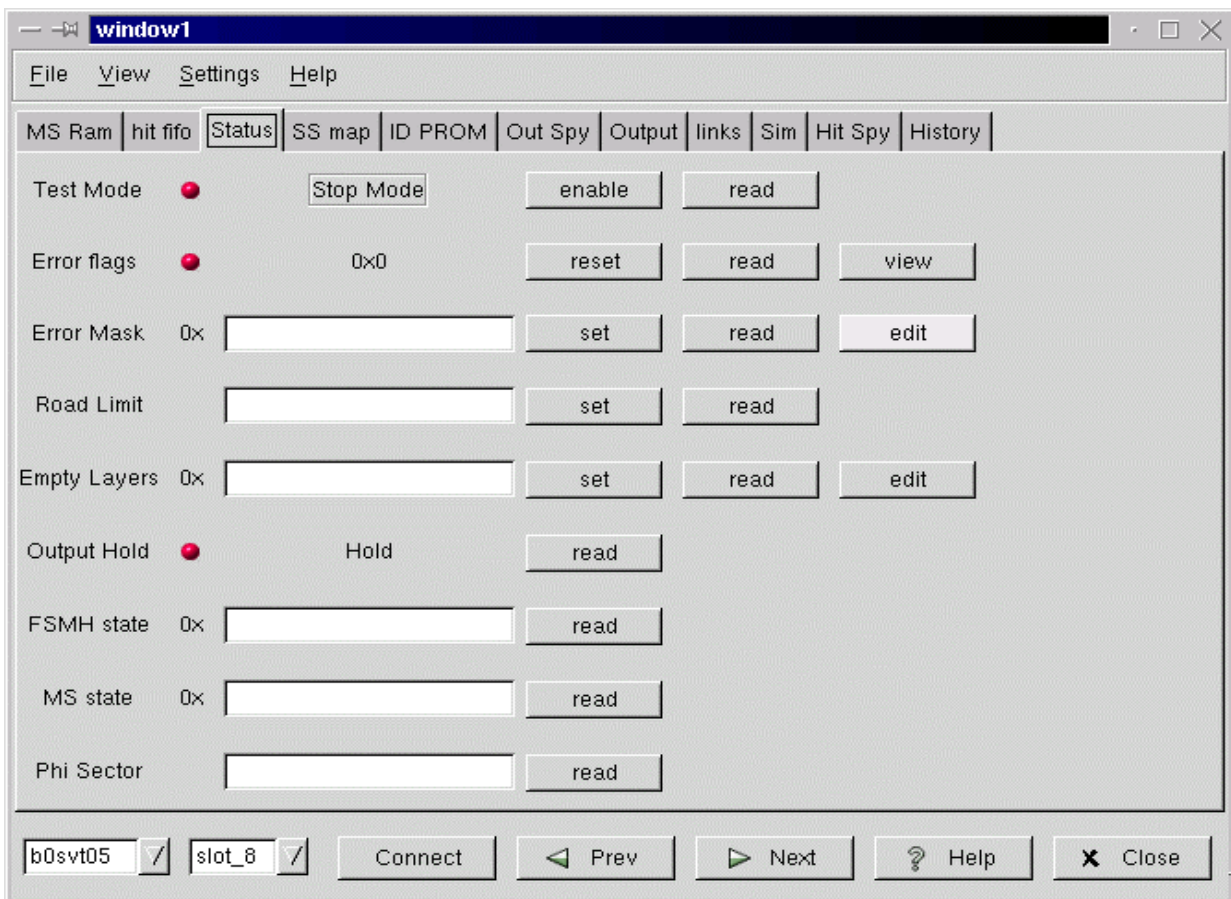 window1
File View Settings Help
MS Ram hit fifo Status SS map ID PROM Out Spy Output links Sim Hit Spy History
Test Mode Stop Mode enable read
Error flags 0x0 reset read view
Error Mask 0x set read edit
Road Limit set read
Empty Layers 0x set read edit
Output Hold Hold read
FSMH state 0x read
MS state 0x read
Phi Sector read
b0svt05 slot_8 Connect Prev Next Help Close